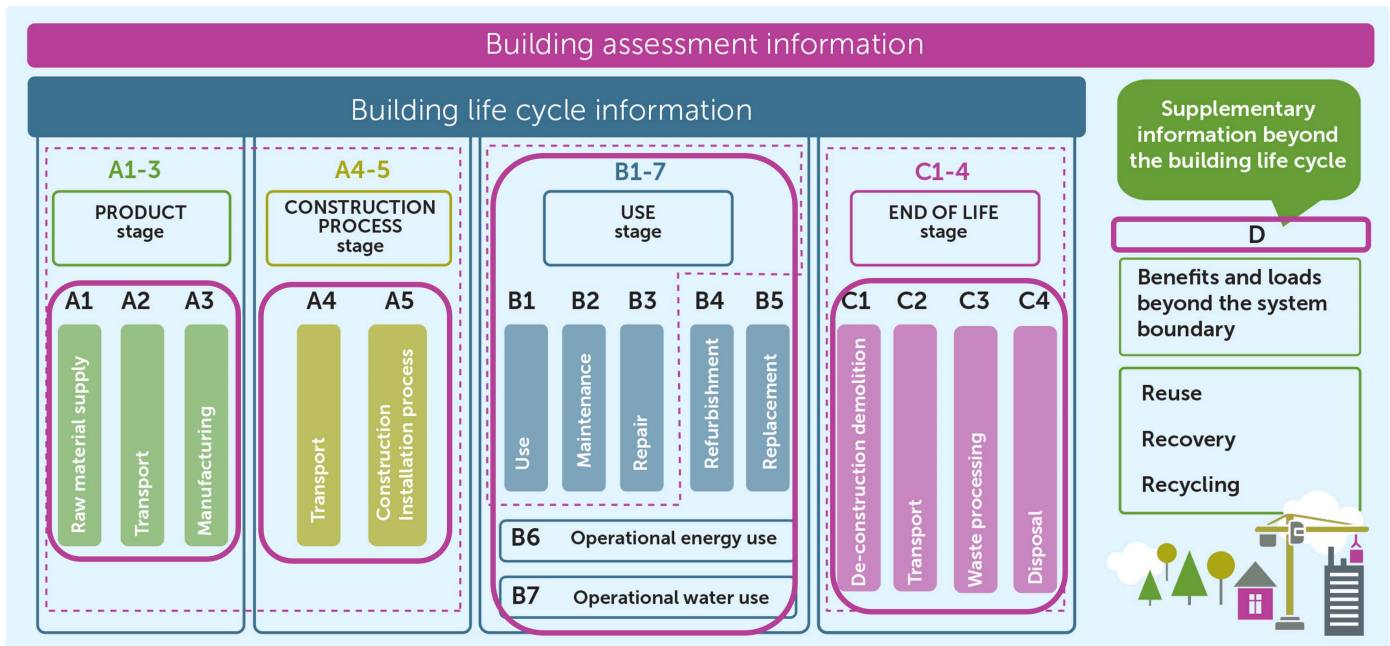 Building assessment information
Building life cycle information
Supplementary
information beyond
the building life cycle
A1-3
PRODUCT
stage
A1
A2
A3
Raw material supply
Transport
Manufacturing
A4-5
CONSTRUCTION
PROCESS
stage
A4
A5
Transport
Construction
Installation process
B1-7
USE
stage
B1
B2
B3
B4
B5
Use
Maintenance
Repair
Refurbishment
Replacement
B6 Operational energy use
B7 Operational water use
C1-4
END OF LIFE
stage
C1
C2
C3
C4
De-construction demolition
Transport
Waste processing
Disposal
D
Benefits and loads
beyond the system
boundary
Reuse
Recovery
Recycling